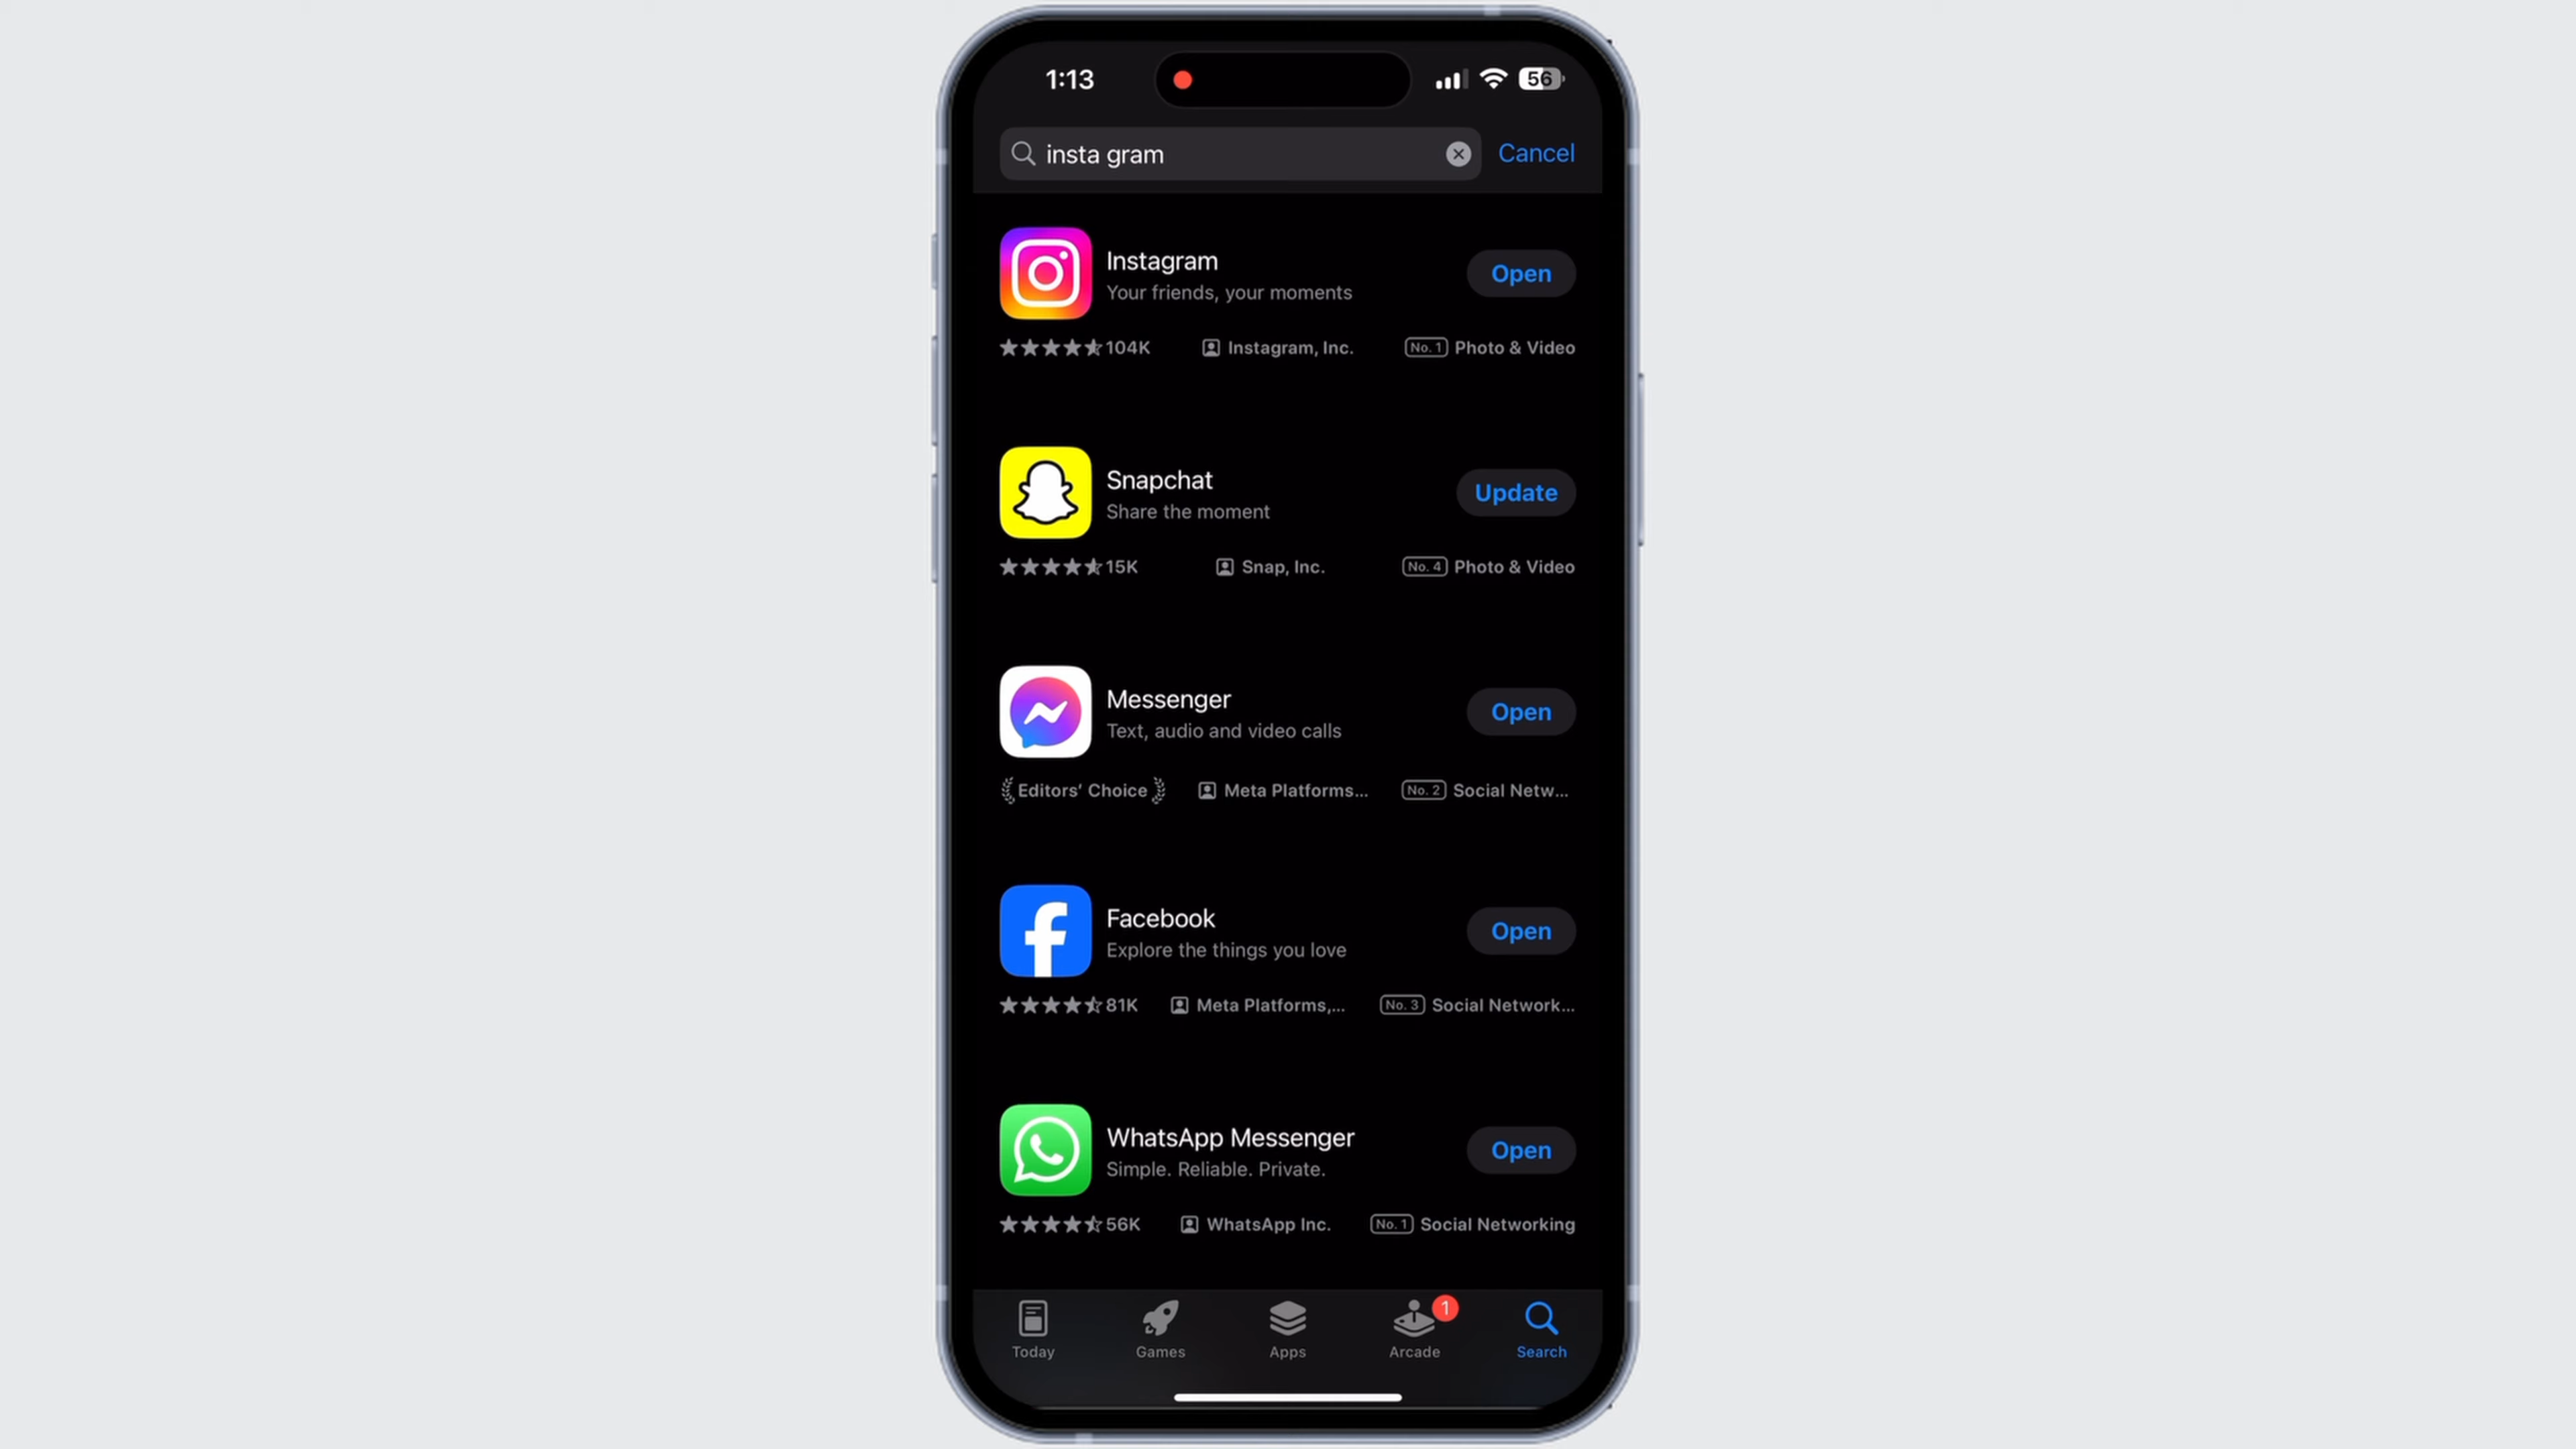 1:13 56
insta gram Cancel
Instagram
Your friends, your moments
Open
104K Instagram, Inc. No. 1 Photo & Video
Snapchat
Share the moment
Update
15K Snap, Inc. No. 4 Photo & Video
Messenger
Text, audio and video calls
Open
Editors' Choice Meta Platforms... No. 2 Social Netw...
Facebook
Explore the things you love
Open
81K Meta Platforms,... No. 3 Social Network...
WhatsApp Messenger
Simple. Reliable. Private.
Open
56K WhatsApp Inc. No. 1 Social Networking
1
Today Games Apps Arcade Search